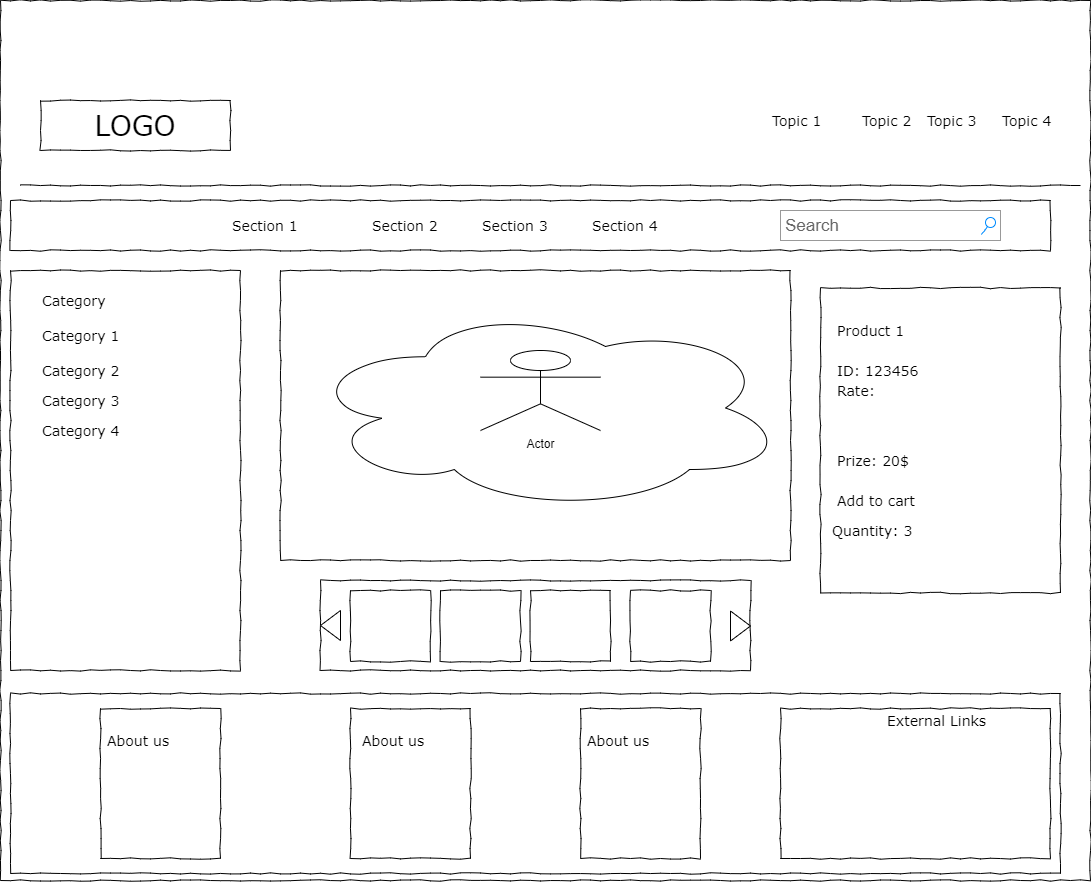 LOGO
Topic 1 Topic 2 Topic 3 Topic 4
Section 1 Section 2 Section 3 Section 4 Search
Category
Category 1
Category 2
Category 3
Category 4
Actor
Product 1
ID: 123456
Rate:
Prize: 20$
Add to cart
Quantity: 3
About us About us About us External Links